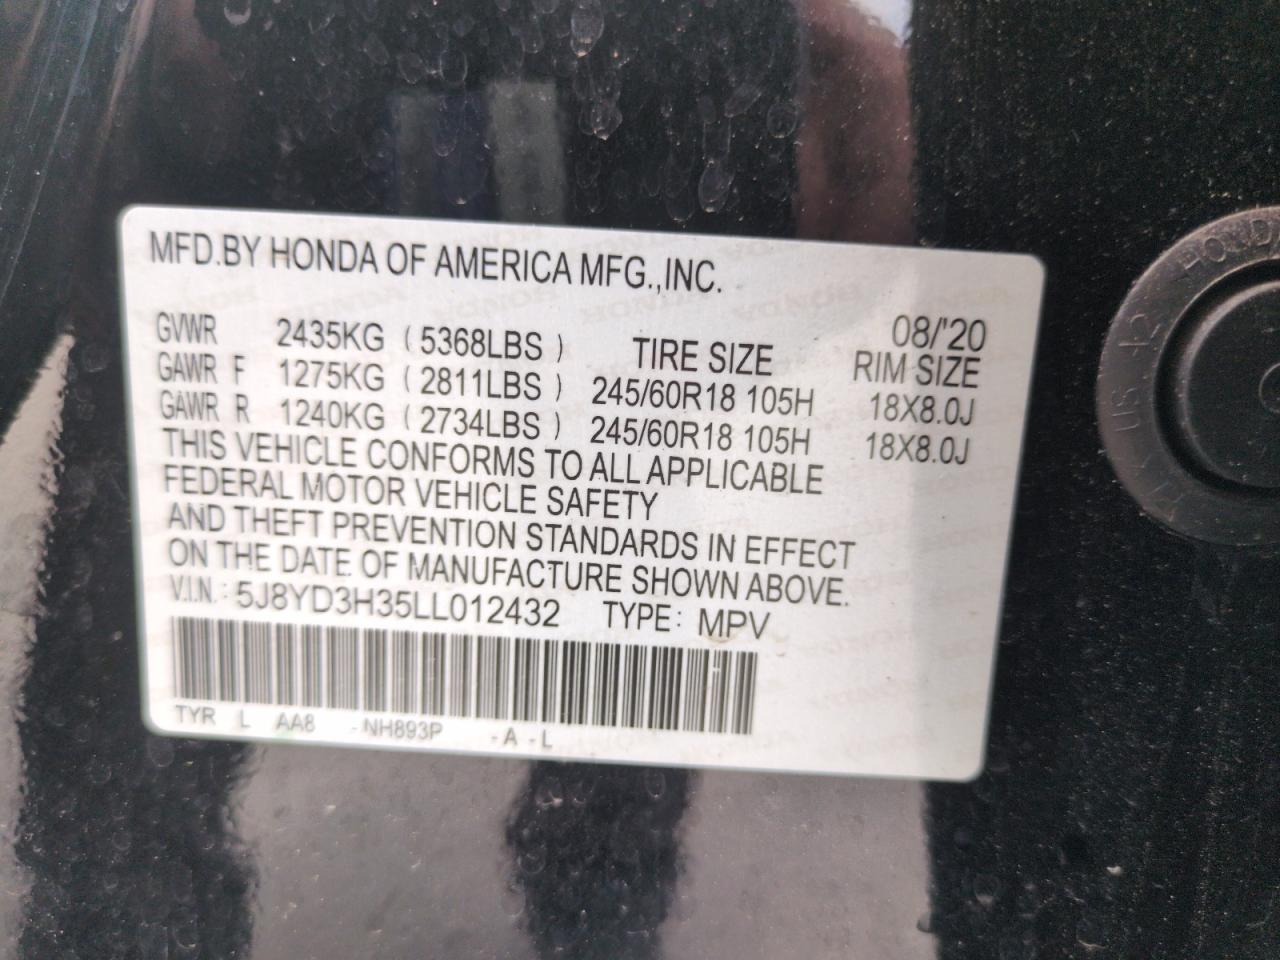 MFD.BY HONDA OF AMERICA MFG.,INC.
08/'20
GVWR 2435KG ( 5368LBS ) TIRE SIZE RIM SIZE
GAWR F 1275KG ( 2811LBS ) 245/60R18 105H 18X8.0J
GAWR R 1240KG ( 2734LBS ) 245/60R18 105H 18X8.0J
THIS VEHICLE CONFORMS TO ALL APPLICABLE
FEDERAL MOTOR VEHICLE SAFETY
AND THEFT PREVENTION STANDARDS IN EFFECT
ON THE DATE OF MANUFACTURE SHOWN ABOVE.
V.I.N.: 5J8YD3H35LL012432 TYPE: MPV
TYR L AA8 -NH893P -A -L
HONDA